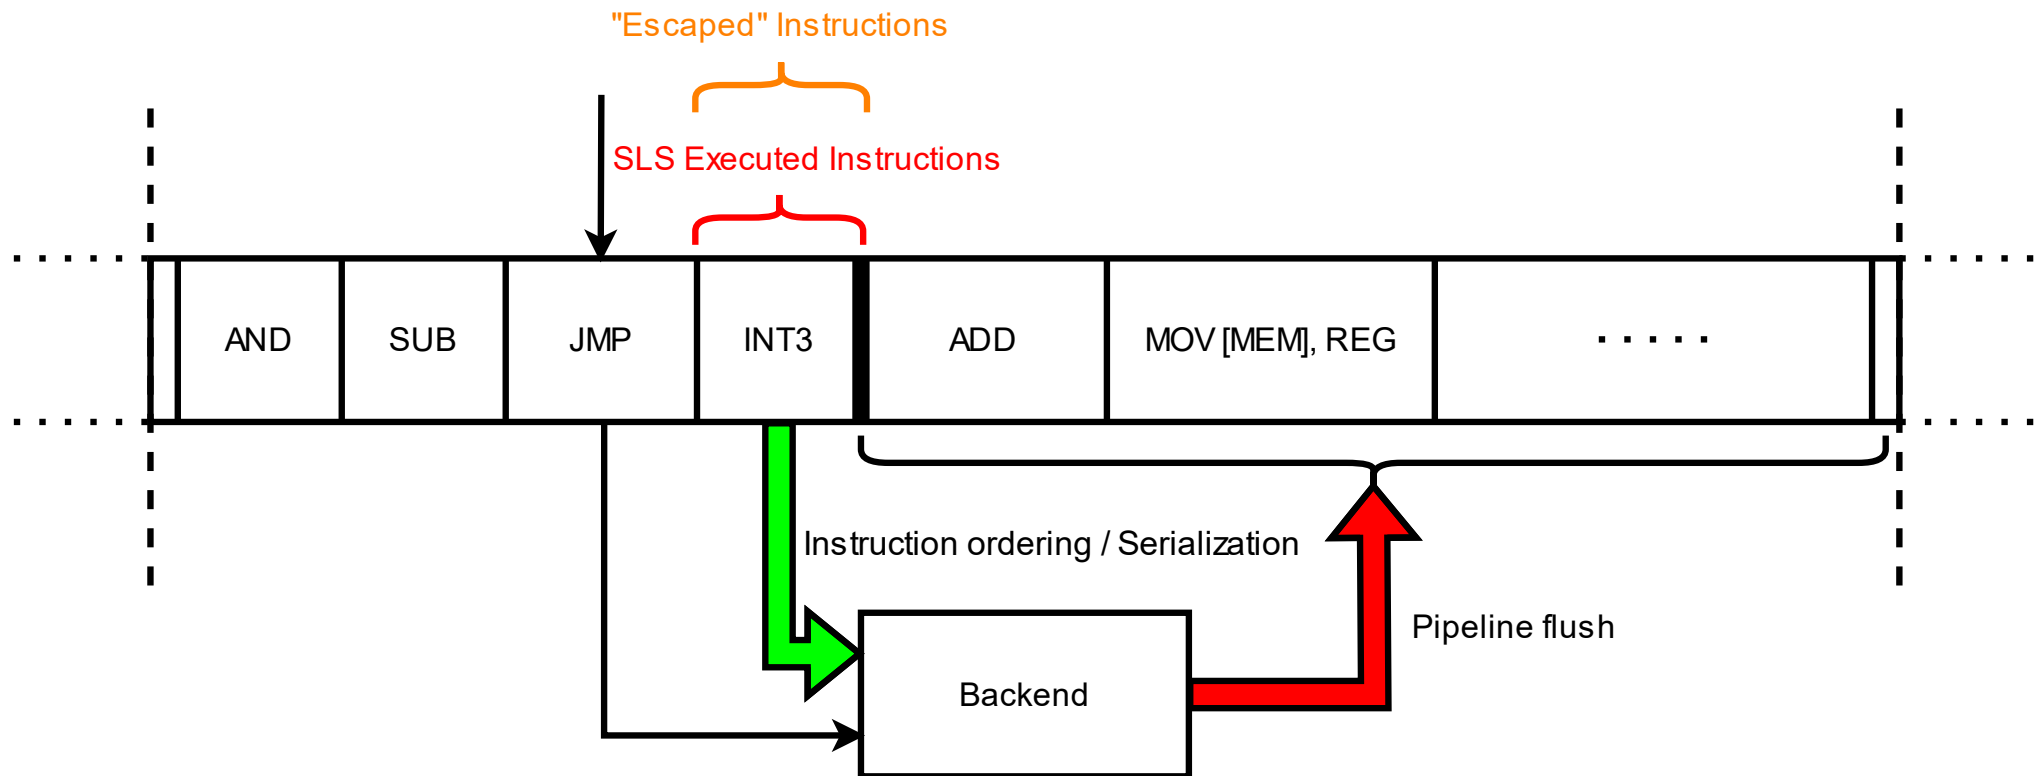 "Escaped" Instructions
SLS Executed Instructions
AND
SUB
JMP
INT3
ADD
MOV [MEM], REG
. . . . .
Instruction ordering / Serialization
Pipeline flush
Backend